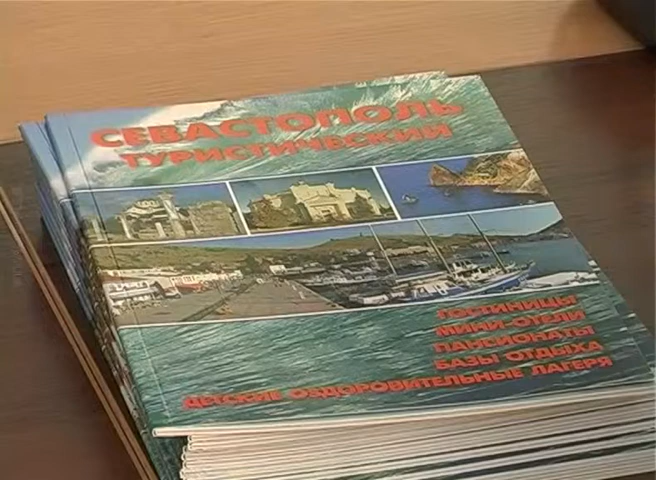 СЕВАСТОПОЛЬ
ТУРИСТИЧЕСКИЙ
ГОСТИНИЦЫ
МИНИ-ОТЕЛИ
ПАНСИОНАТЫ
БАЗЫ ОТДЫХА
ДЕТСКИЕ ОЗДОРОВИТЕЛЬНЫЕ ЛАГЕРЯ